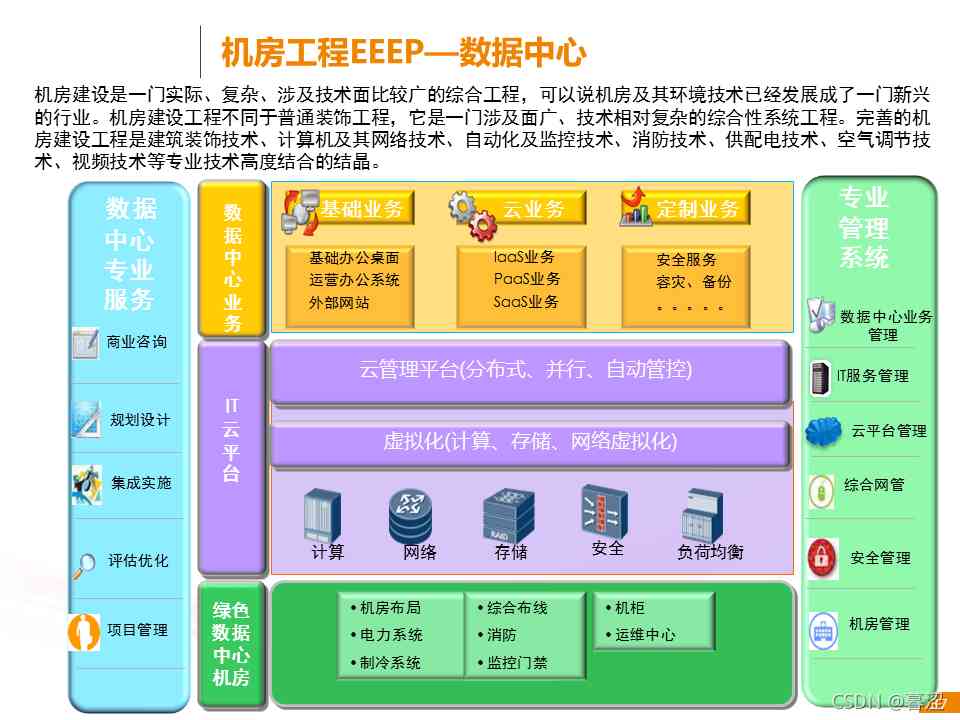 机房工程EEEP—数据中心
机房建设是一门实际、复杂、涉及技术面比较广的综合工程，可以说机房及其环境技术已经发展成了一门新兴
的行业。机房建设工程不同于普通装饰工程，它是一门涉及面广、技术相对复杂的综合性系统工程。完善的机
房建设工程是建筑装饰技术、计算机及其网络技术、自动化及监控技术、消防技术、供配电技术、空气调节技
术、视频技术等专业技术高度结合的结晶。
数据
中心
专业
服务
商业咨询
规划设计
集成实施
评估优化
项目管理
数
据
中
心
业
务
基础业务
基础办公桌面
运营办公系统
外部网站
云业务
IaaS业务
PaaS业务
SaaS业务
定制业务
安全服务
容灾、备份
。。。。。
IT
云
平
台
云管理平台(分布式、并行、自动管控)
虚拟化(计算、存储、网络虚拟化)
RAID
计算
网络
存储
安全
负荷均衡
绿色
数据
中心
机房
•机房布局
•电力系统
•制冷系统
•综合布线
•消防
•监控门禁
•机柜
•运维中心
专业
管理
系统
数据中心业务
管理
IT服务管理
云平台管理
综合网管
安全管理
机房管理
CSDN @暮涩